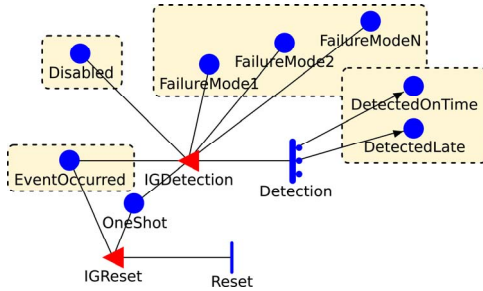 FailureModeN
FailureMode2
FailureMode1
Disabled
DetectedOnTime
DetectedLate
EventOccurred
IGDetection
Detection
OneShot
IGReset
Reset